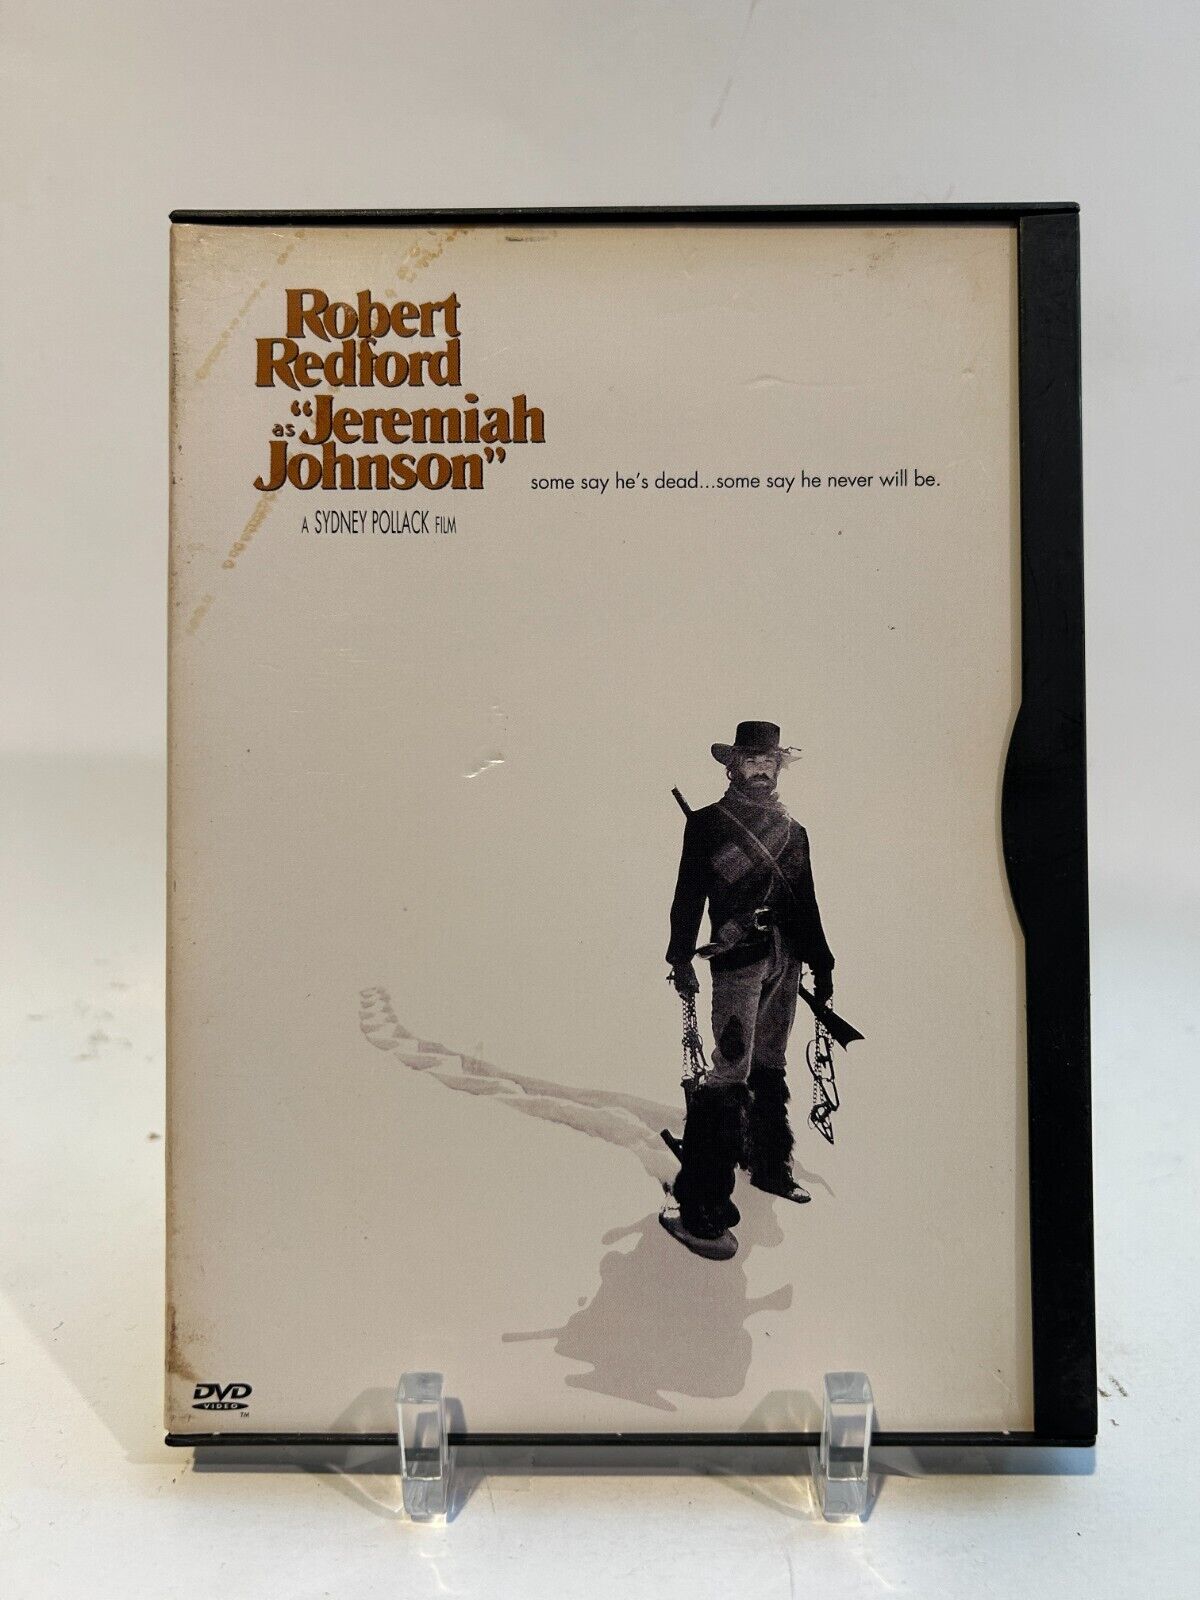 Robert
Redford
as “Jeremiah
Johnson”
some say he's dead...some say he never will be.
A SYDNEY POLLACK FILM
DVD
VIDEO
TM